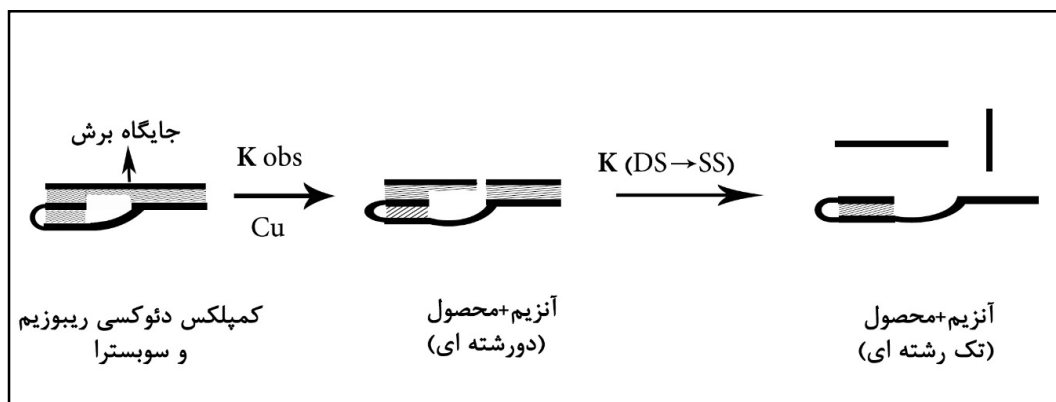 جایگاه برش
K obs
Cu
K (DS→SS)
کمپلکس دئوکسی ریبوزیم
و سوبسترا
آنزیم+محصول
(دورشته ای)
آنزیم+محصول
(تک رشته ای)